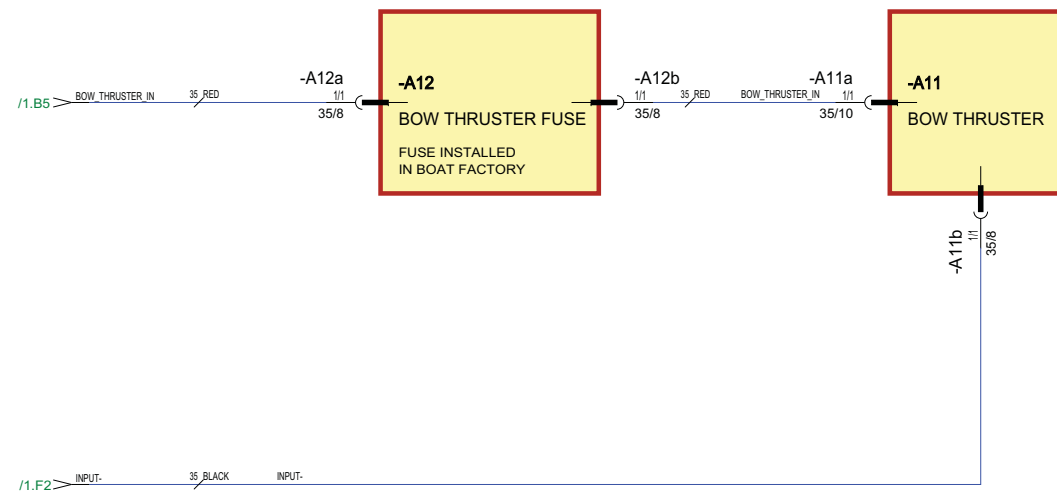 -A12a
-A12
-A12b
-A11a
-A11
/1.B5
BOW_THRUSTER_IN
35_RED
1/1
1/1
35_RED
BOW_THRUSTER_IN
1/1
35/8
BOW THRUSTER FUSE
35/8
35/10
BOW THRUSTER
FUSE INSTALLED
IN BOAT FACTORY
-A11b
1/1
35/8
/1.F2
INPUT-
35_BLACK
INPUT-